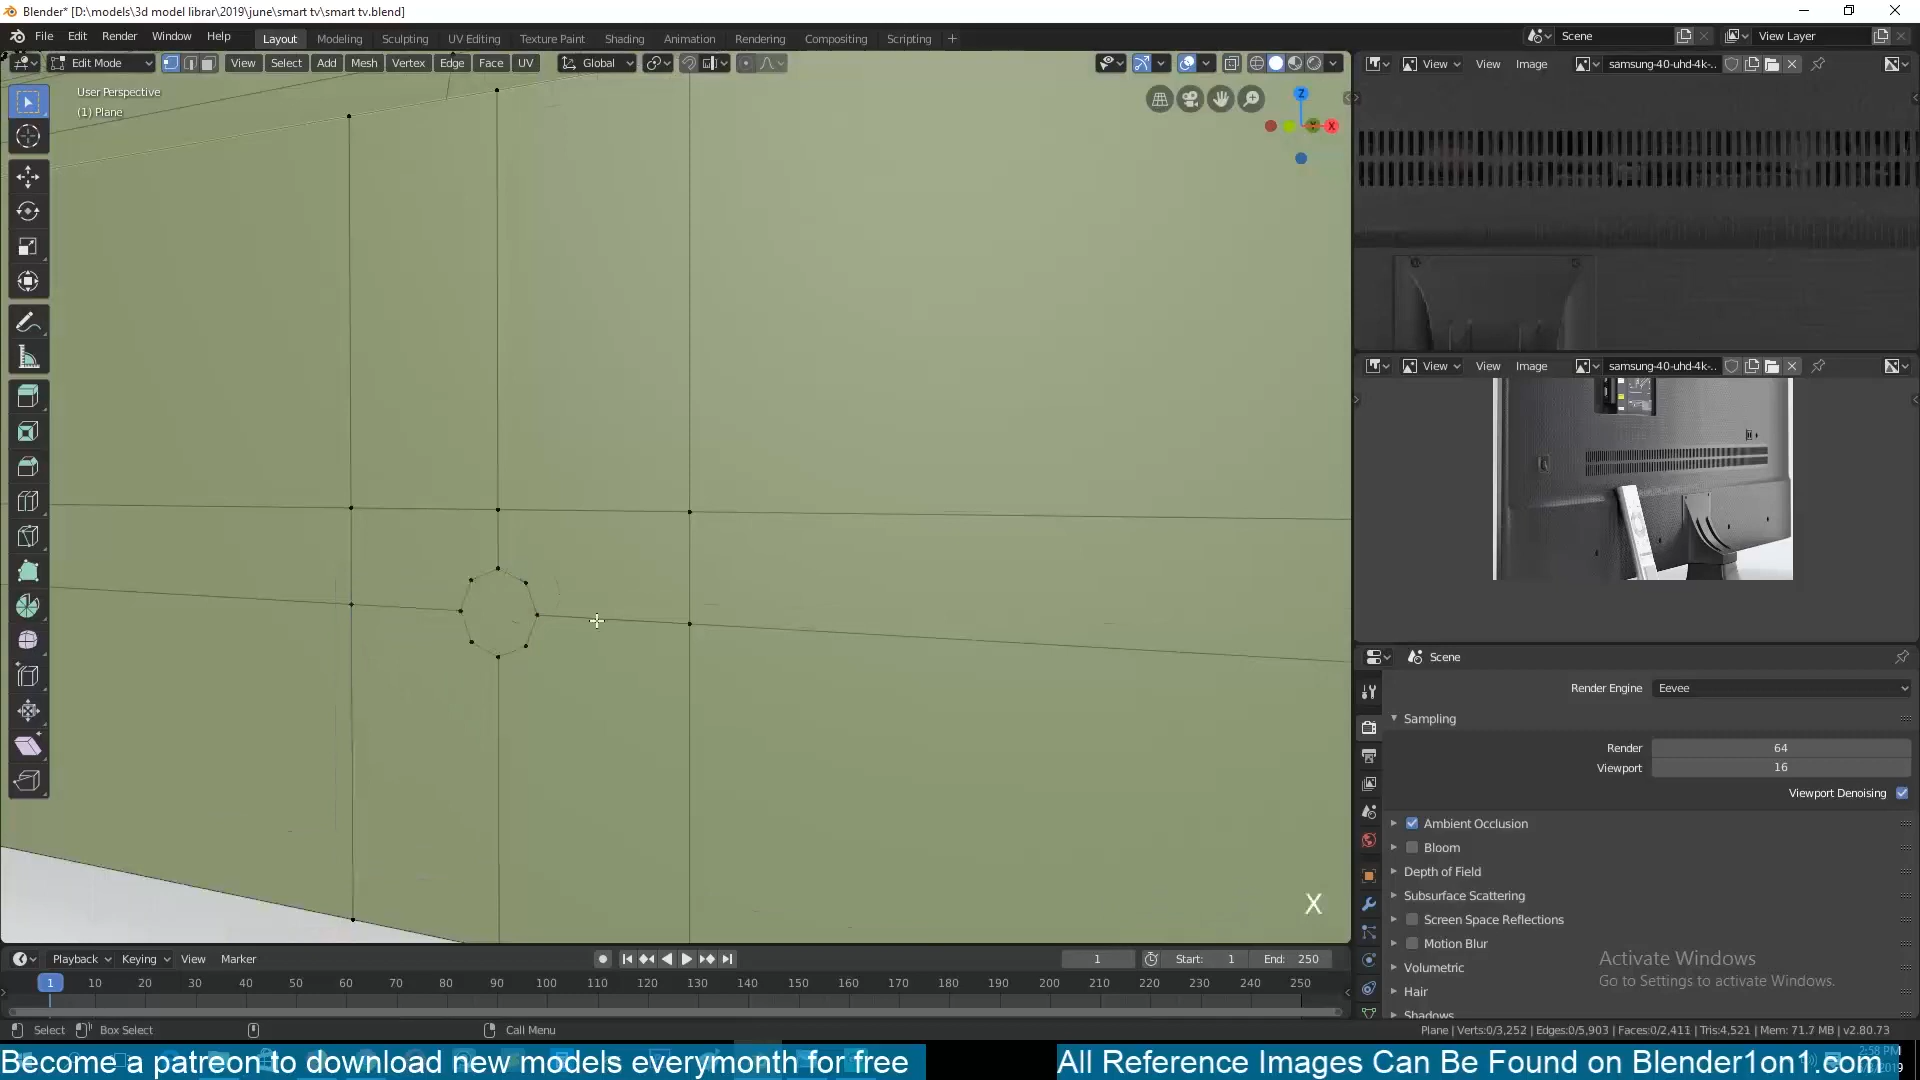 Blender* [D:\models\3d model librar\2019\june\smart tv\smart tv.blend]
File Edit Render Window Help Layout Modeling Sculpting UV Editing Texture Paint Shading Animation Rendering Compositing Scripting + Scene View Layer
Edit Mode View Select Add Mesh Vertex Edge Face UV Global
View View Image samsung-40-uhd-4k-..
User Perspective
(1) Plane
Z
X
View View Image samsung-40-uhd-4k-..
Scene
Render Engine Eevee
Sampling
Render 64
Viewport 16
Viewport Denoising
Ambient Occlusion
Bloom
Depth of Field
Subsurface Scattering
Screen Space Reflections
Motion Blur
Volumetric
Hair
Shadows
X
Activate Windows
Go to Settings to activate Windows.
Playback Keying View Marker 1 Start: 1 End: 250
1 10 20 30 40 50 60 70 80 90 100 110 120 130 140 150 160 170 180 190 200 210 220 230 240 250
Select Box Select Call Menu Plane | Verts:0/3,252 | Edges:0/5,903 | Faces:0/2,411 | Tris:4,521 | Mem: 71.7 MB | v2.80.73
Become a patreon to download new models everymonth for free
All Reference Images Can Be Found on Blender1on1.com
2:58 PM